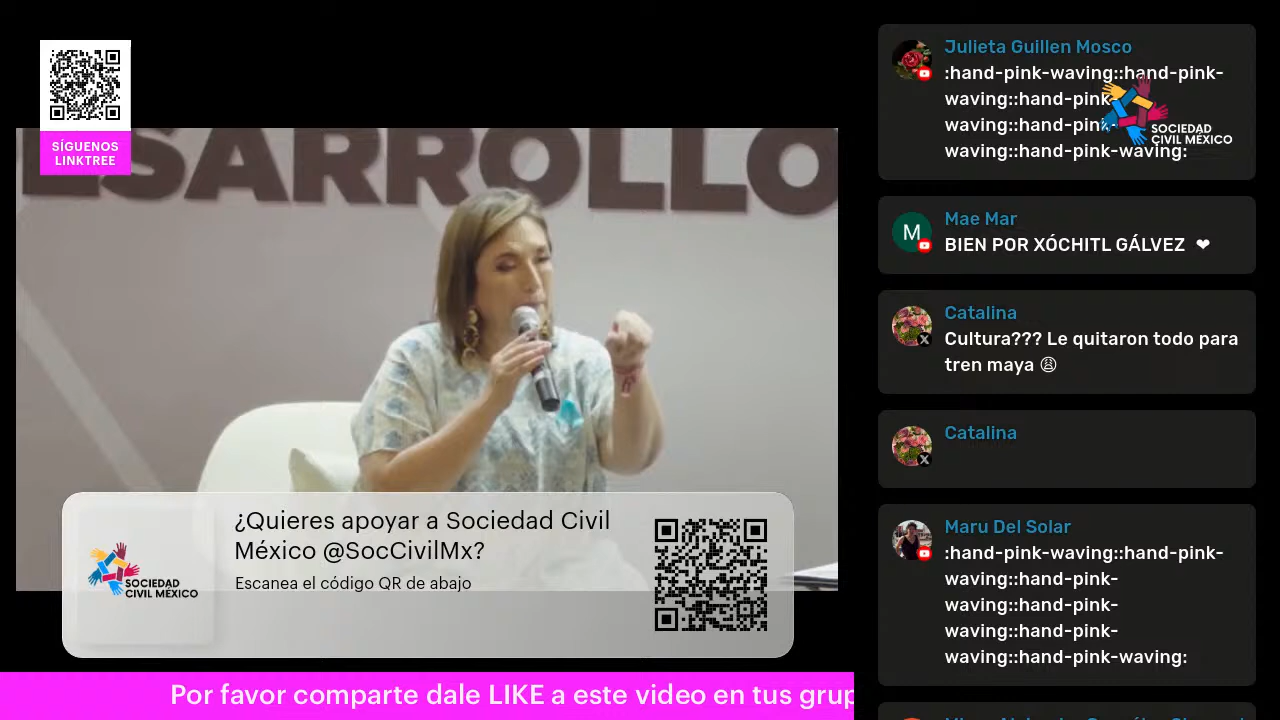 SÍGUENOS
LINKTREE
ESARROLLO
¿Quieres apoyar a Sociedad Civil
México @SocCivilMx?
Escanea el código QR de abajo
SOCIEDAD
CIVIL MÉXICO
Por favor comparte dale LIKE a este video en tus grup
Julieta Guillen Mosco
:hand-pink-waving::hand-pink-
waving::hand-pink-
waving::hand-pink-
waving::hand-pink-waving:
SOCIEDAD
CIVIL MÉXICO
M
Mae Mar
BIEN POR XÓCHITL GÁLVEZ ❤
Catalina
Cultura??? Le quitaron todo para
tren maya 😩
Catalina
Maru Del Solar
:hand-pink-waving::hand-pink-
waving::hand-pink-
waving::hand-pink-
waving::hand-pink-
waving::hand-pink-waving: